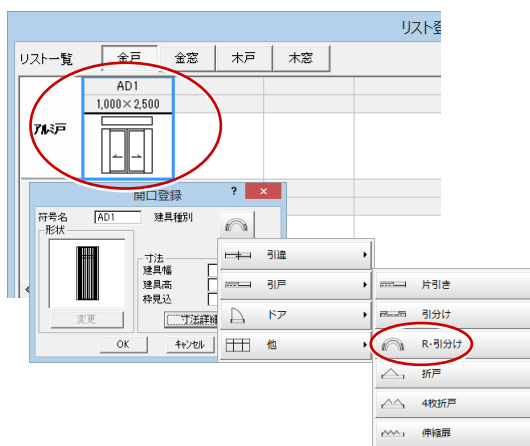 リスト登
リスト一覧 金戸 金窓 木戸 木窓
AD1
1,000×2,500
アルミ戸
開口登録 ? ×
符号名 AD1 建具種別
形状
寸法
建具幅
建具高
枠見込
変更 寸法詳細
OK キャンセル
引違
引戸
ドア
他
片引き
引分け
R・引分け
折戸
4枚折戸
伸縮扉